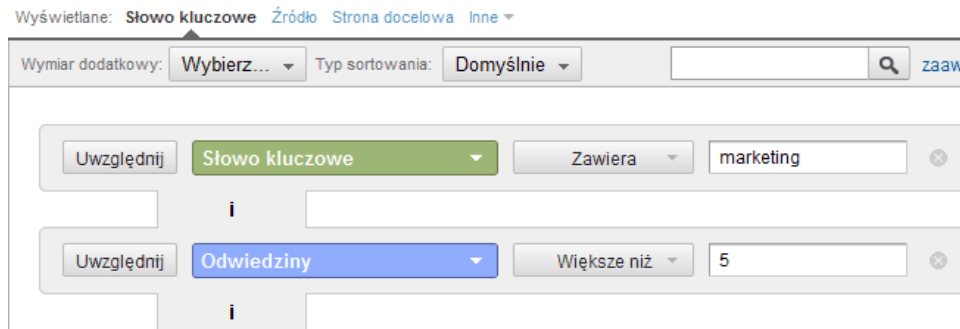 Wyświetlane: Słowo kluczowe Źródło Strona docelowa Inne
Wymiar dodatkowy: Wybierz... Typ sortowania: Domyślnie zaaw
Uwzględnij Słowo kluczowe Zawiera marketing
i
Uwzględnij Odwiedziny Większe niż 5
i